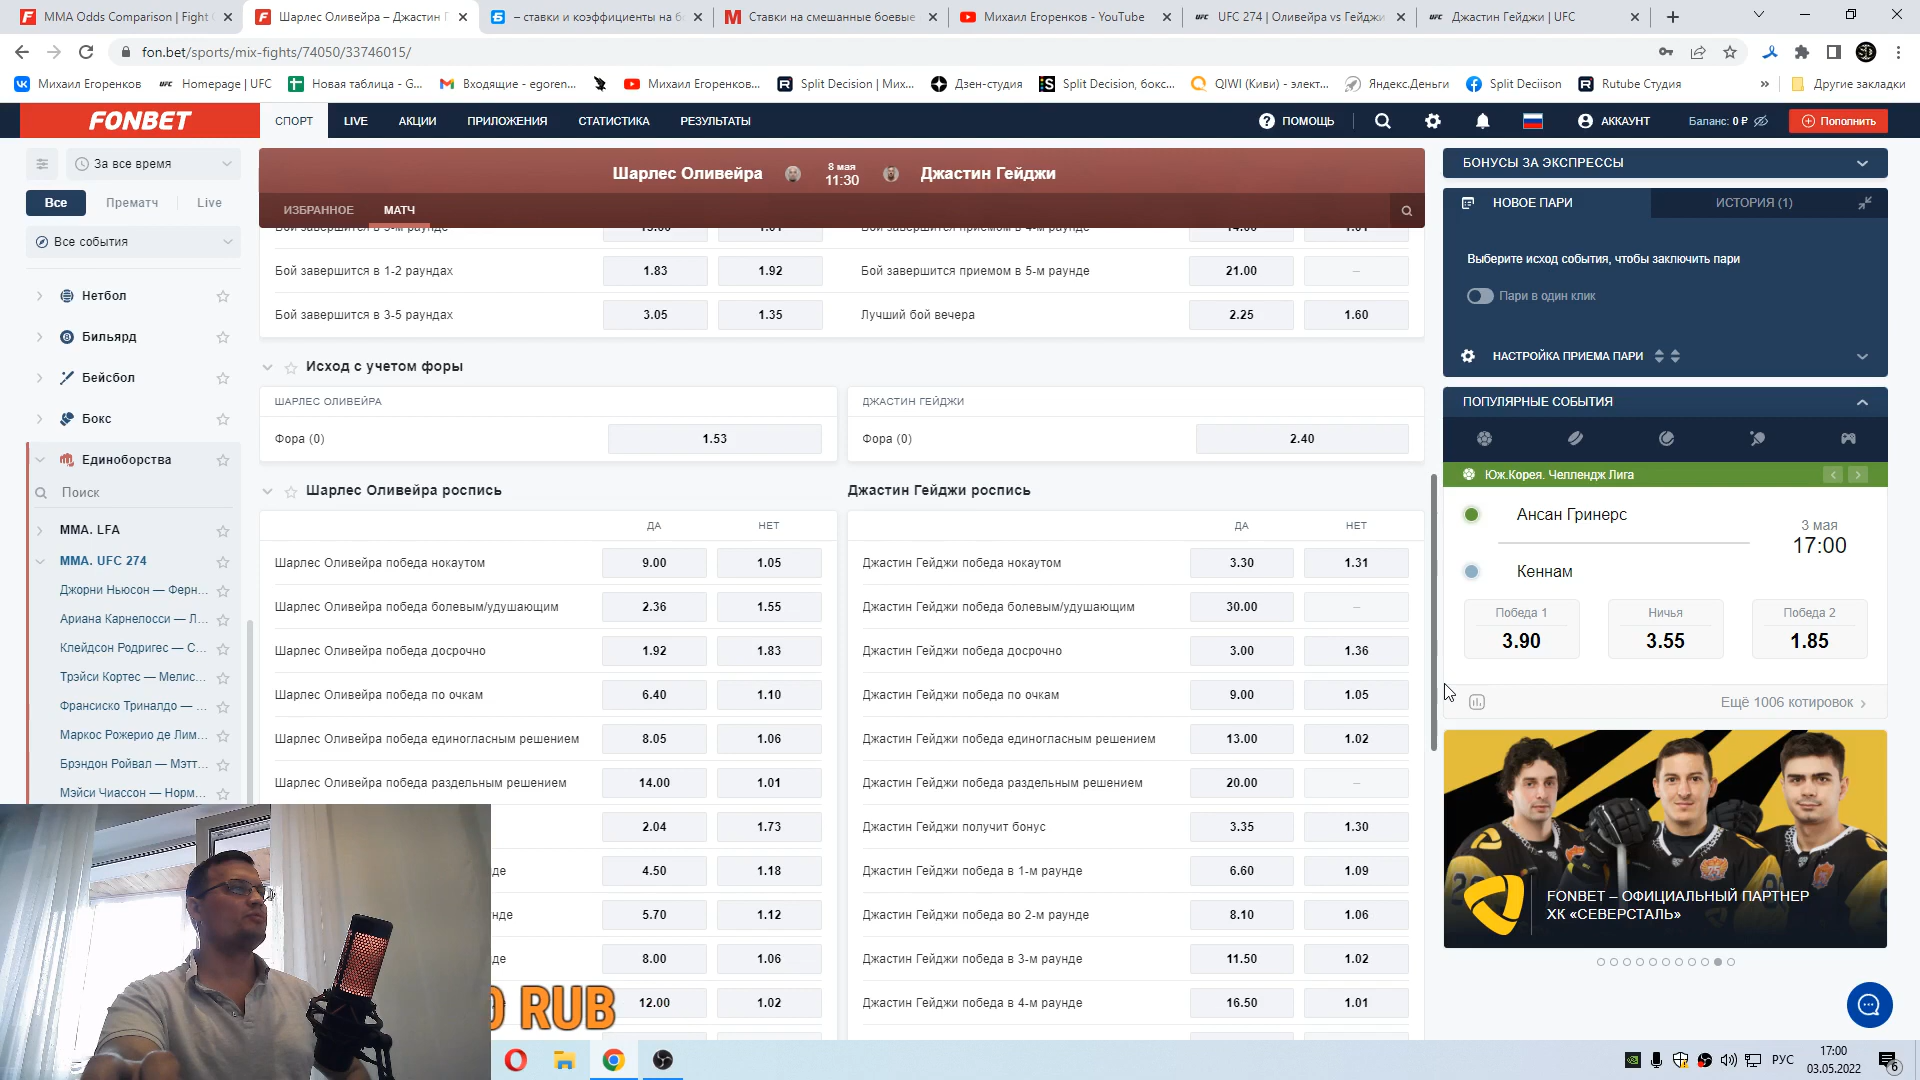 MMA Odds Comparison | Fight
Шарлес Оливейра – Джастин Г
– ставки и коэффициенты на б
Ставки на смешанные боевые
Михаил Егоренков - YouTube
UFC 274 | Оливейра vs Гейджи
Джастин Гейджи | UFC
fon.bet/sports/mix-fights/74050/33746015/
Михаил Егоренков
Homepage | UFC
Новая таблица - G...
Входящие - egoren...
Михаил Егоренков...
Split Decision | Мих...
Дзен-студия
Split Decision, бокс...
QIWI (Киви) - элект...
Яндекс.Деньги
Split Deciison
Rutube Студия
»
Другие закладки
FONBET
СПОРТ
LIVE
АКЦИИ
ПРИЛОЖЕНИЯ
СТАТИСТИКА
РЕЗУЛЬТАТЫ
ПОМОЩЬ
АККАУНТ
Баланс: 0 ₽
Пополнить
За все время
Все
Прематч
Live
Все события
Нетбол
Бильярд
Бейсбол
Бокс
Единоборства
Поиск
MMA. LFA
MMA. UFC 274
Джорни Ньюсон — Ферн...
Ариана Карнелосси — Л...
Клейдсон Родригес — С...
Трэйси Кортес — Мелис...
Франсиско Триналдо — ...
Маркос Рожерио де Лим...
Брэндон Ройвал — Мэтт...
Мэйси Чиассон — Норм...
Шарлес Оливейра
8 мая
11:30
Джастин Гейджи
ИЗБРАННОЕ
МАТЧ
Бой завершится в 1-2 раундах 1.83 1.92
Бой завершится приемом в 5-м раунде 21.00 –
Бой завершится в 3-5 раундах 3.05 1.35
Лучший бой вечера 2.25 1.60
Исход с учетом форы
ШАРЛЕС ОЛИВЕЙРА
ДЖАСТИН ГЕЙДЖИ
Фора (0) 1.53
Фора (0) 2.40
Шарлес Оливейра роспись
Джастин Гейджи роспись
ДА НЕТ
ДА НЕТ
Шарлес Оливейра победа нокаутом 9.00 1.05
Джастин Гейджи победа нокаутом 3.30 1.31
Шарлес Оливейра победа болевым/удушающим 2.36 1.55
Джастин Гейджи победа болевым/удушающим 30.00 –
Шарлес Оливейра победа досрочно 1.92 1.83
Джастин Гейджи победа досрочно 3.00 1.36
Шарлес Оливейра победа по очкам 6.40 1.10
Джастин Гейджи победа по очкам 9.00 1.05
Шарлес Оливейра победа единогласным решением 8.05 1.06
Джастин Гейджи победа единогласным решением 13.00 1.02
Шарлес Оливейра победа раздельным решением 14.00 1.01
Джастин Гейджи победа раздельным решением 20.00 –
2.04 1.73
Джастин Гейджи получит бонус 3.35 1.30
де 4.50 1.18
Джастин Гейджи победа в 1-м раунде 6.60 1.09
нде 5.70 1.12
Джастин Гейджи победа во 2-м раунде 8.10 1.06
де 8.00 1.06
Джастин Гейджи победа в 3-м раунде 11.50 1.02
12.00 1.02
Джастин Гейджи победа в 4-м раунде 16.50 1.01
0 RUB
БОНУСЫ ЗА ЭКСПРЕССЫ
НОВОЕ ПАРИ
ИСТОРИЯ (1)
Выберите исход события, чтобы заключить пари
Пари в один клик
НАСТРОЙКА ПРИЕМА ПАРИ
ПОПУЛЯРНЫЕ СОБЫТИЯ
Юж.Корея. Челлендж Лига
Ансан Гринерс
3 мая
17:00
Кеннам
Победа 1
3.90
Ничья
3.55
Победа 2
1.85
Ещё 1006 котировок
FONBET – ОФИЦИАЛЬНЫЙ ПАРТНЕР
ХК «СЕВЕРСТАЛЬ»
РУС
17:00
03.05.2022
6